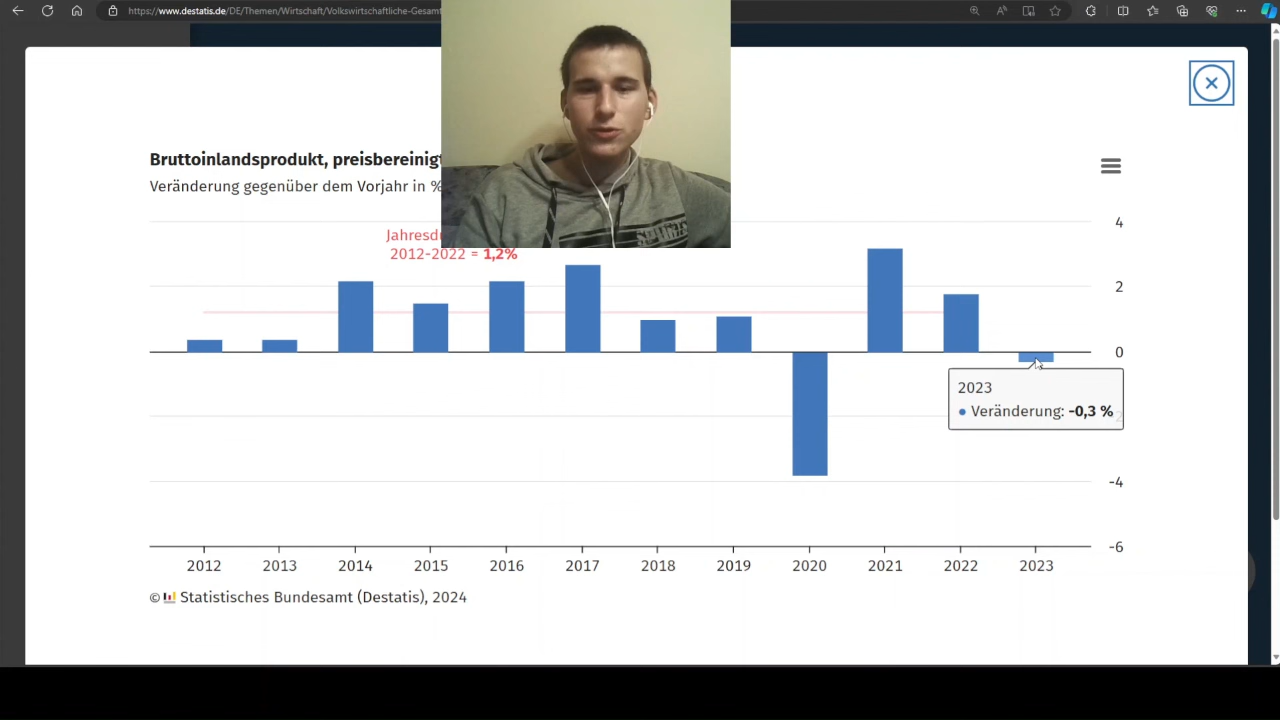 https://www.destatis.de/DE/Themen/Wirtschaft/Volkswirtschaftliche-Gesamt
Bruttoinlandsprodukt, preisbereinigt
Veränderung gegenüber dem Vorjahr in %
2012-2022 = 1,2%
4
2
0
-4
-6
2023
Veränderung: -0,3 %
2012 2013 2014 2015 2016 2017 2018 2019 2020 2021 2022 2023
© Statistisches Bundesamt (Destatis), 2024